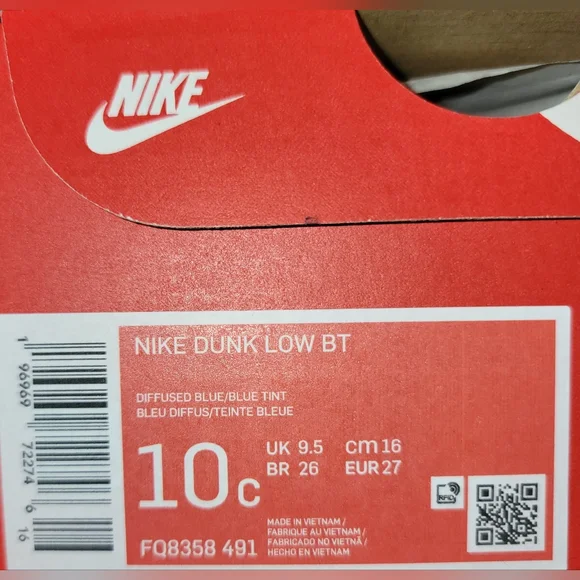 NIKE
NIKE DUNK LOW BT
DIFFUSED BLUE/BLUE TINT
BLEU DIFFUS/TEINTE BLEUE
10C
UK 9.5 cm 16
BR 26 EUR 27
MADE IN VIETNAM /
FABRIQUE AU VIETNAM /
FABRICADO NO VIETNÃ /
HECHO EN VIETNAM
FQ8358 491
RFID
1 96969 72274 6 16